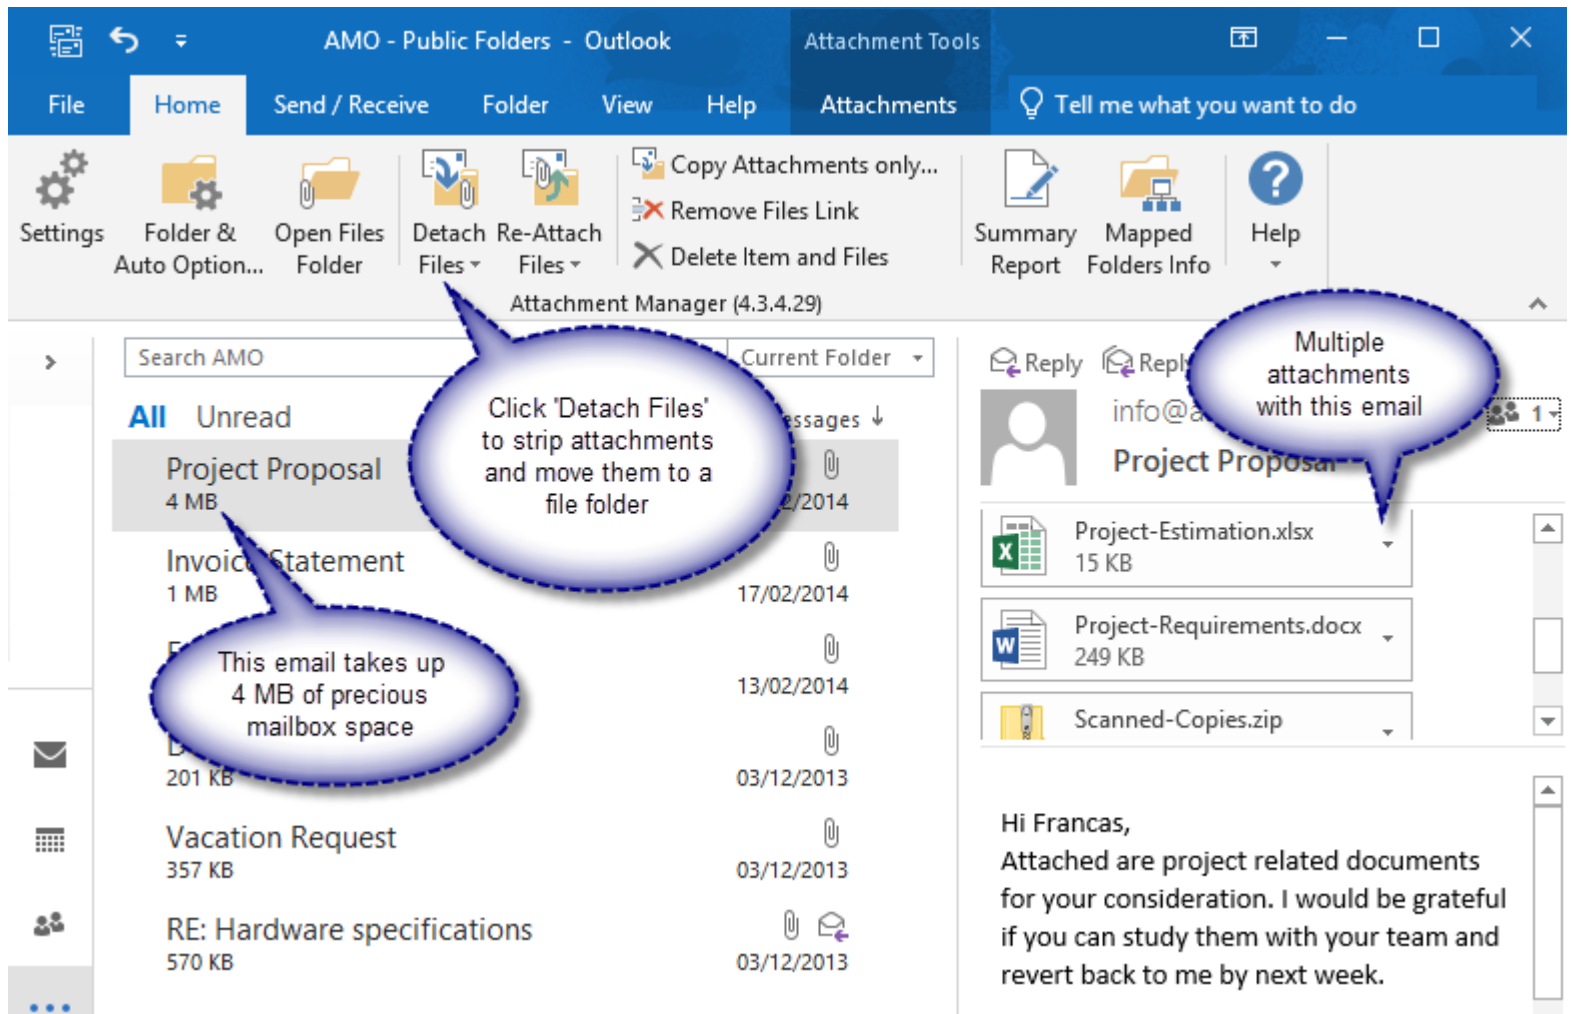 AMO - Public Folders - Outlook
Attachment Tools
File
Home
Send / Receive
Folder
View
Help
Attachments
Tell me what you want to do
Settings
Folder &
Auto Option...
Open Files
Folder
Detach
Files
Re-Attach
Files
Copy Attachments only...
Remove Files Link
Delete Item and Files
Summary
Report
Mapped
Folders Info
Help
Attachment Manager (4.3.4.29)
Search AMO
Current Folder
All Unread
Click 'Detach Files'
to strip attachments
and move them to a
file folder
Project Proposal
4 MB
2/2014
Invoice Statement
1 MB
17/02/2014
This email takes up
4 MB of precious
mailbox space
13/02/2014
201 KB
03/12/2013
Vacation Request
357 KB
03/12/2013
RE: Hardware specifications
570 KB
03/12/2013
Reply
Multiple
attachments
with this email
info@a
1
Project Proposal
Project-Estimation.xlsx
15 KB
Project-Requirements.docx
249 KB
Scanned-Copies.zip
Hi Francas,
Attached are project related documents
for your consideration. I would be grateful
if you can study them with your team and
revert back to me by next week.